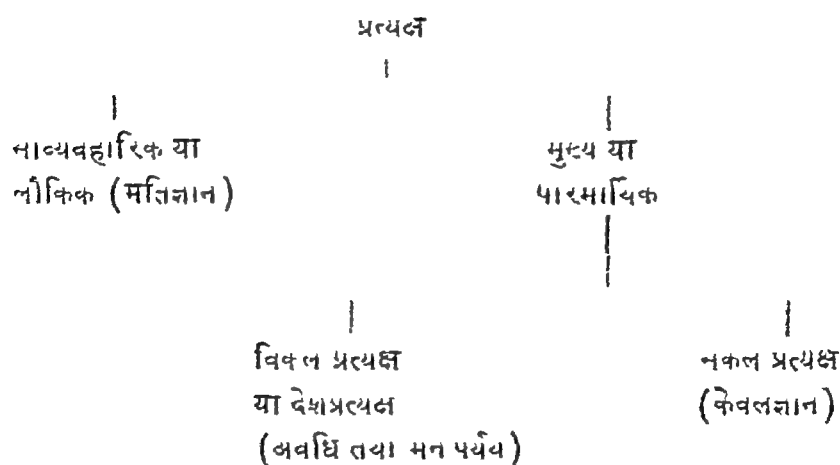 प्रत्यक्ष
साव्यवहारिक या
लौकिक (मतिज्ञान)
मुख्य या
पारमार्थिक
विकल प्रत्यक्ष
या देशप्रत्यक्ष
(अवधि तथा मन पर्यय)
सकल प्रत्यक्ष
(केवलज्ञान)